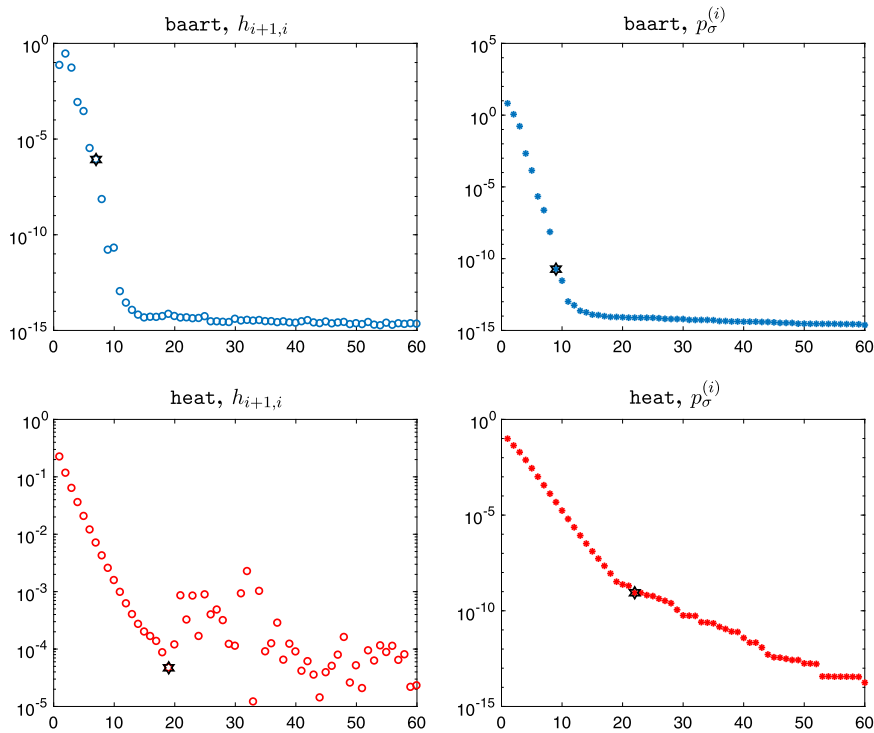 baart, h_{i+1,i}
10^0
10^{-5}
10^{-10}
10^{-15}
0 10 20 30 40 50 60
baart, p_σ^{(i)}
10^5
10^0
10^{-5}
10^{-10}
10^{-15}
0 10 20 30 40 50 60
heat, h_{i+1,i}
10^0
10^{-1}
10^{-2}
10^{-3}
10^{-4}
10^{-5}
0 10 20 30 40 50 60
heat, p_σ^{(i)}
10^0
10^{-5}
10^{-10}
10^{-15}
0 10 20 30 40 50 60